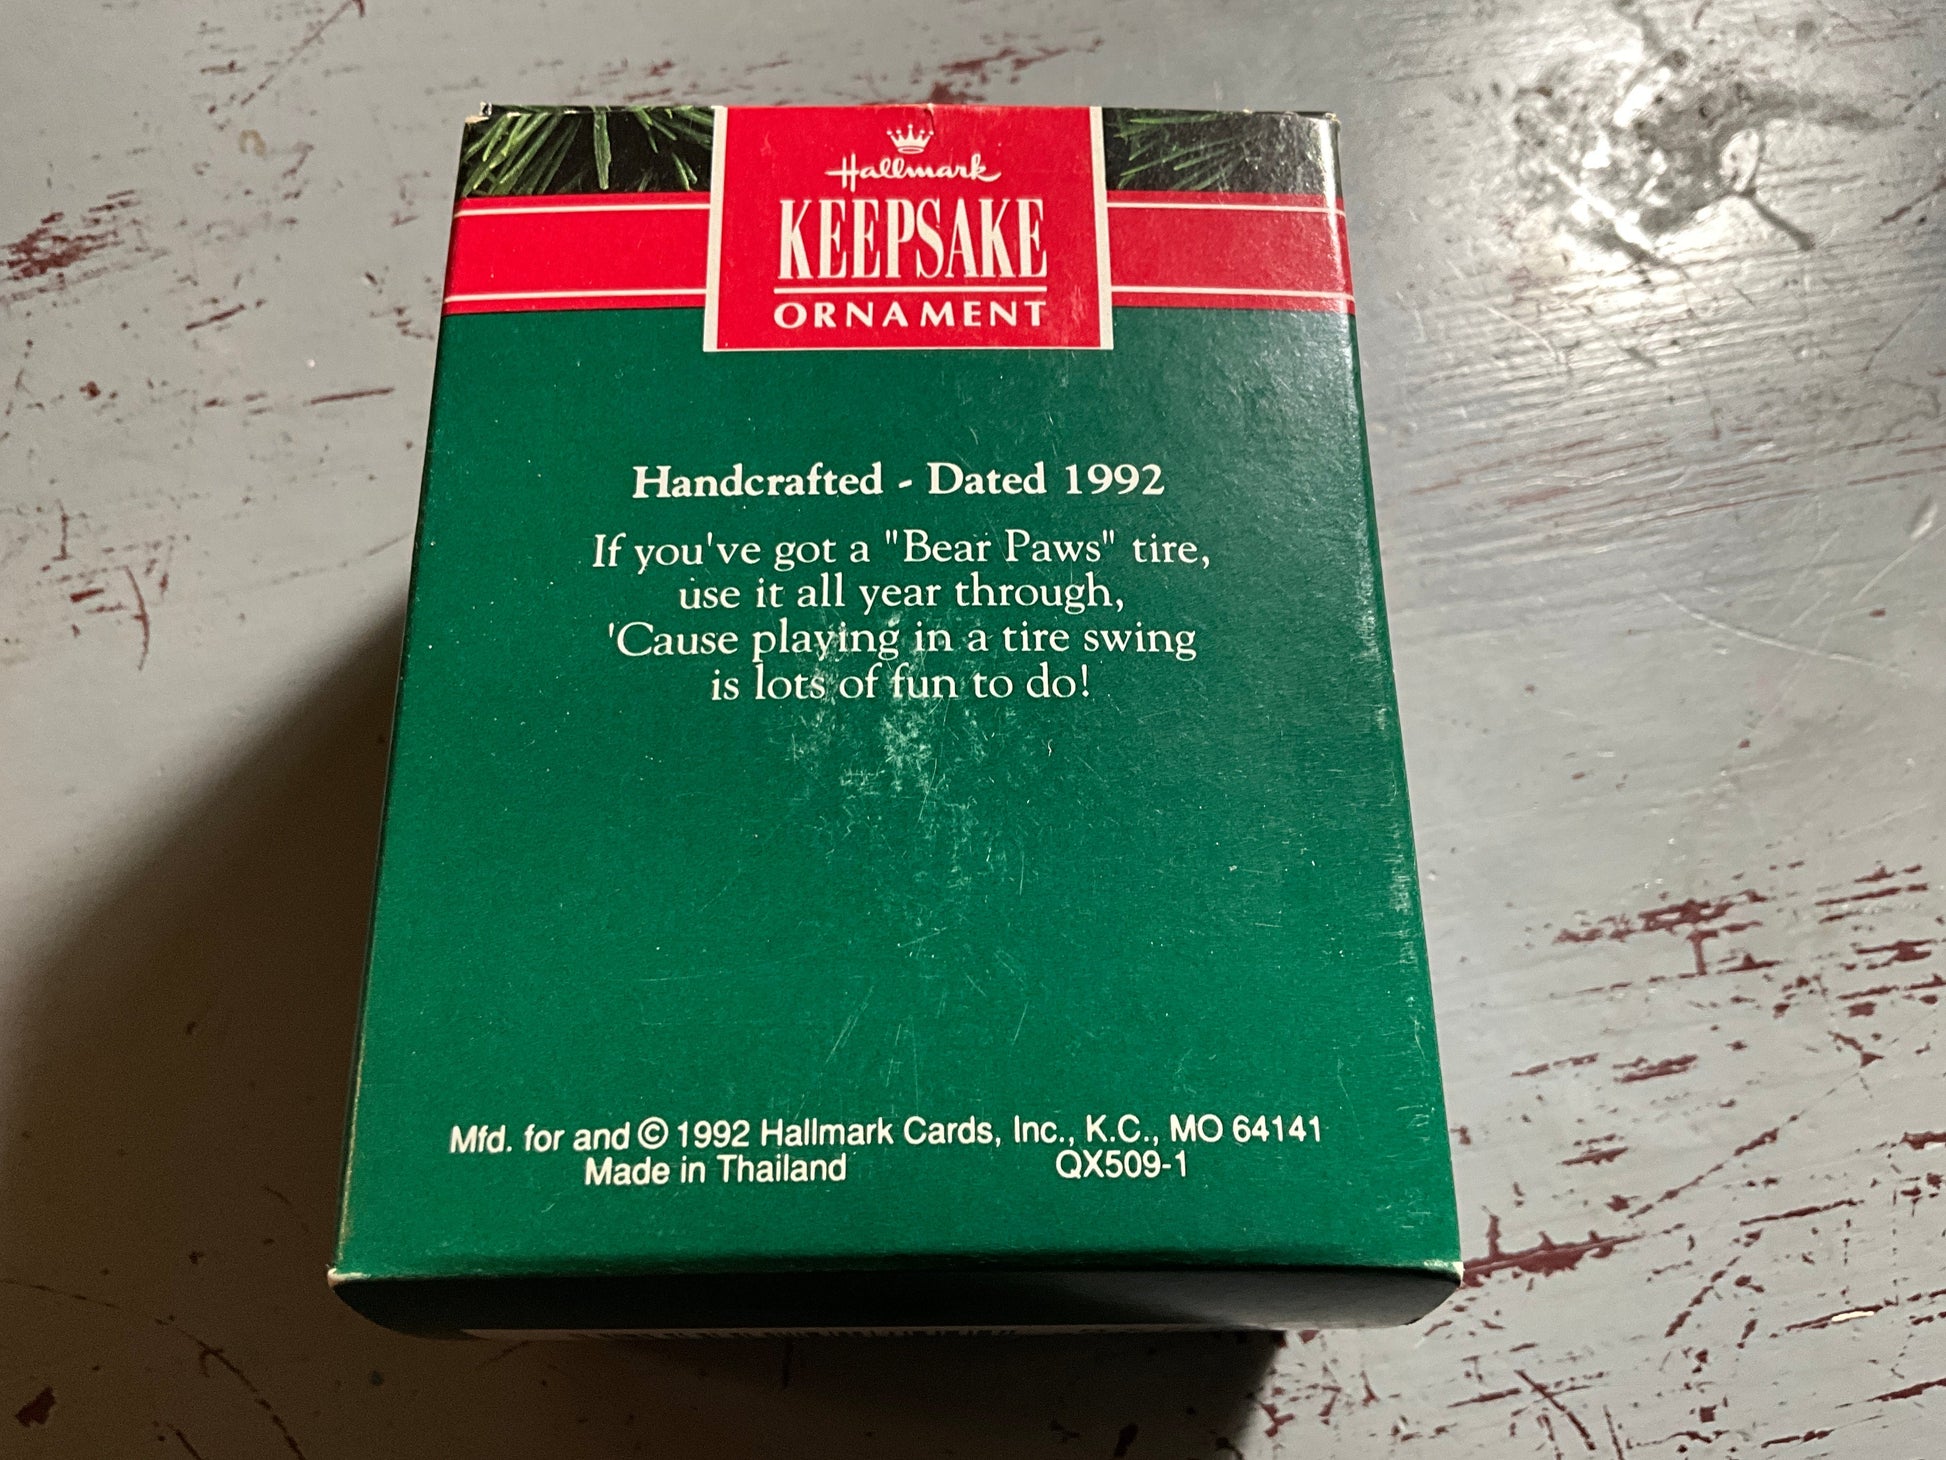 Hallmark
KEEPSAKE
ORNAMENT
Handcrafted - Dated 1992
If you've got a "Bear Paws" tire,
use it all year through,
'Cause playing in a tire swing
is lots of fun to do!
Mfd. for and © 1992 Hallmark Cards, Inc., K.C., MO 64141
Made in Thailand QX509-1